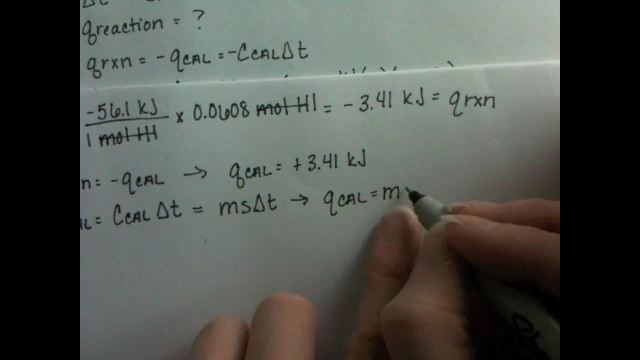 qreaction = ?
qrxn = -qCAL = -CCALΔt
-56.1 kJ / 1 mol HI × 0.0608 mol HI = -3.41 kJ = qrxn
n = -qCAL → qCAL = +3.41 kJ
AL = CCALΔt = msΔt → qCAL = m